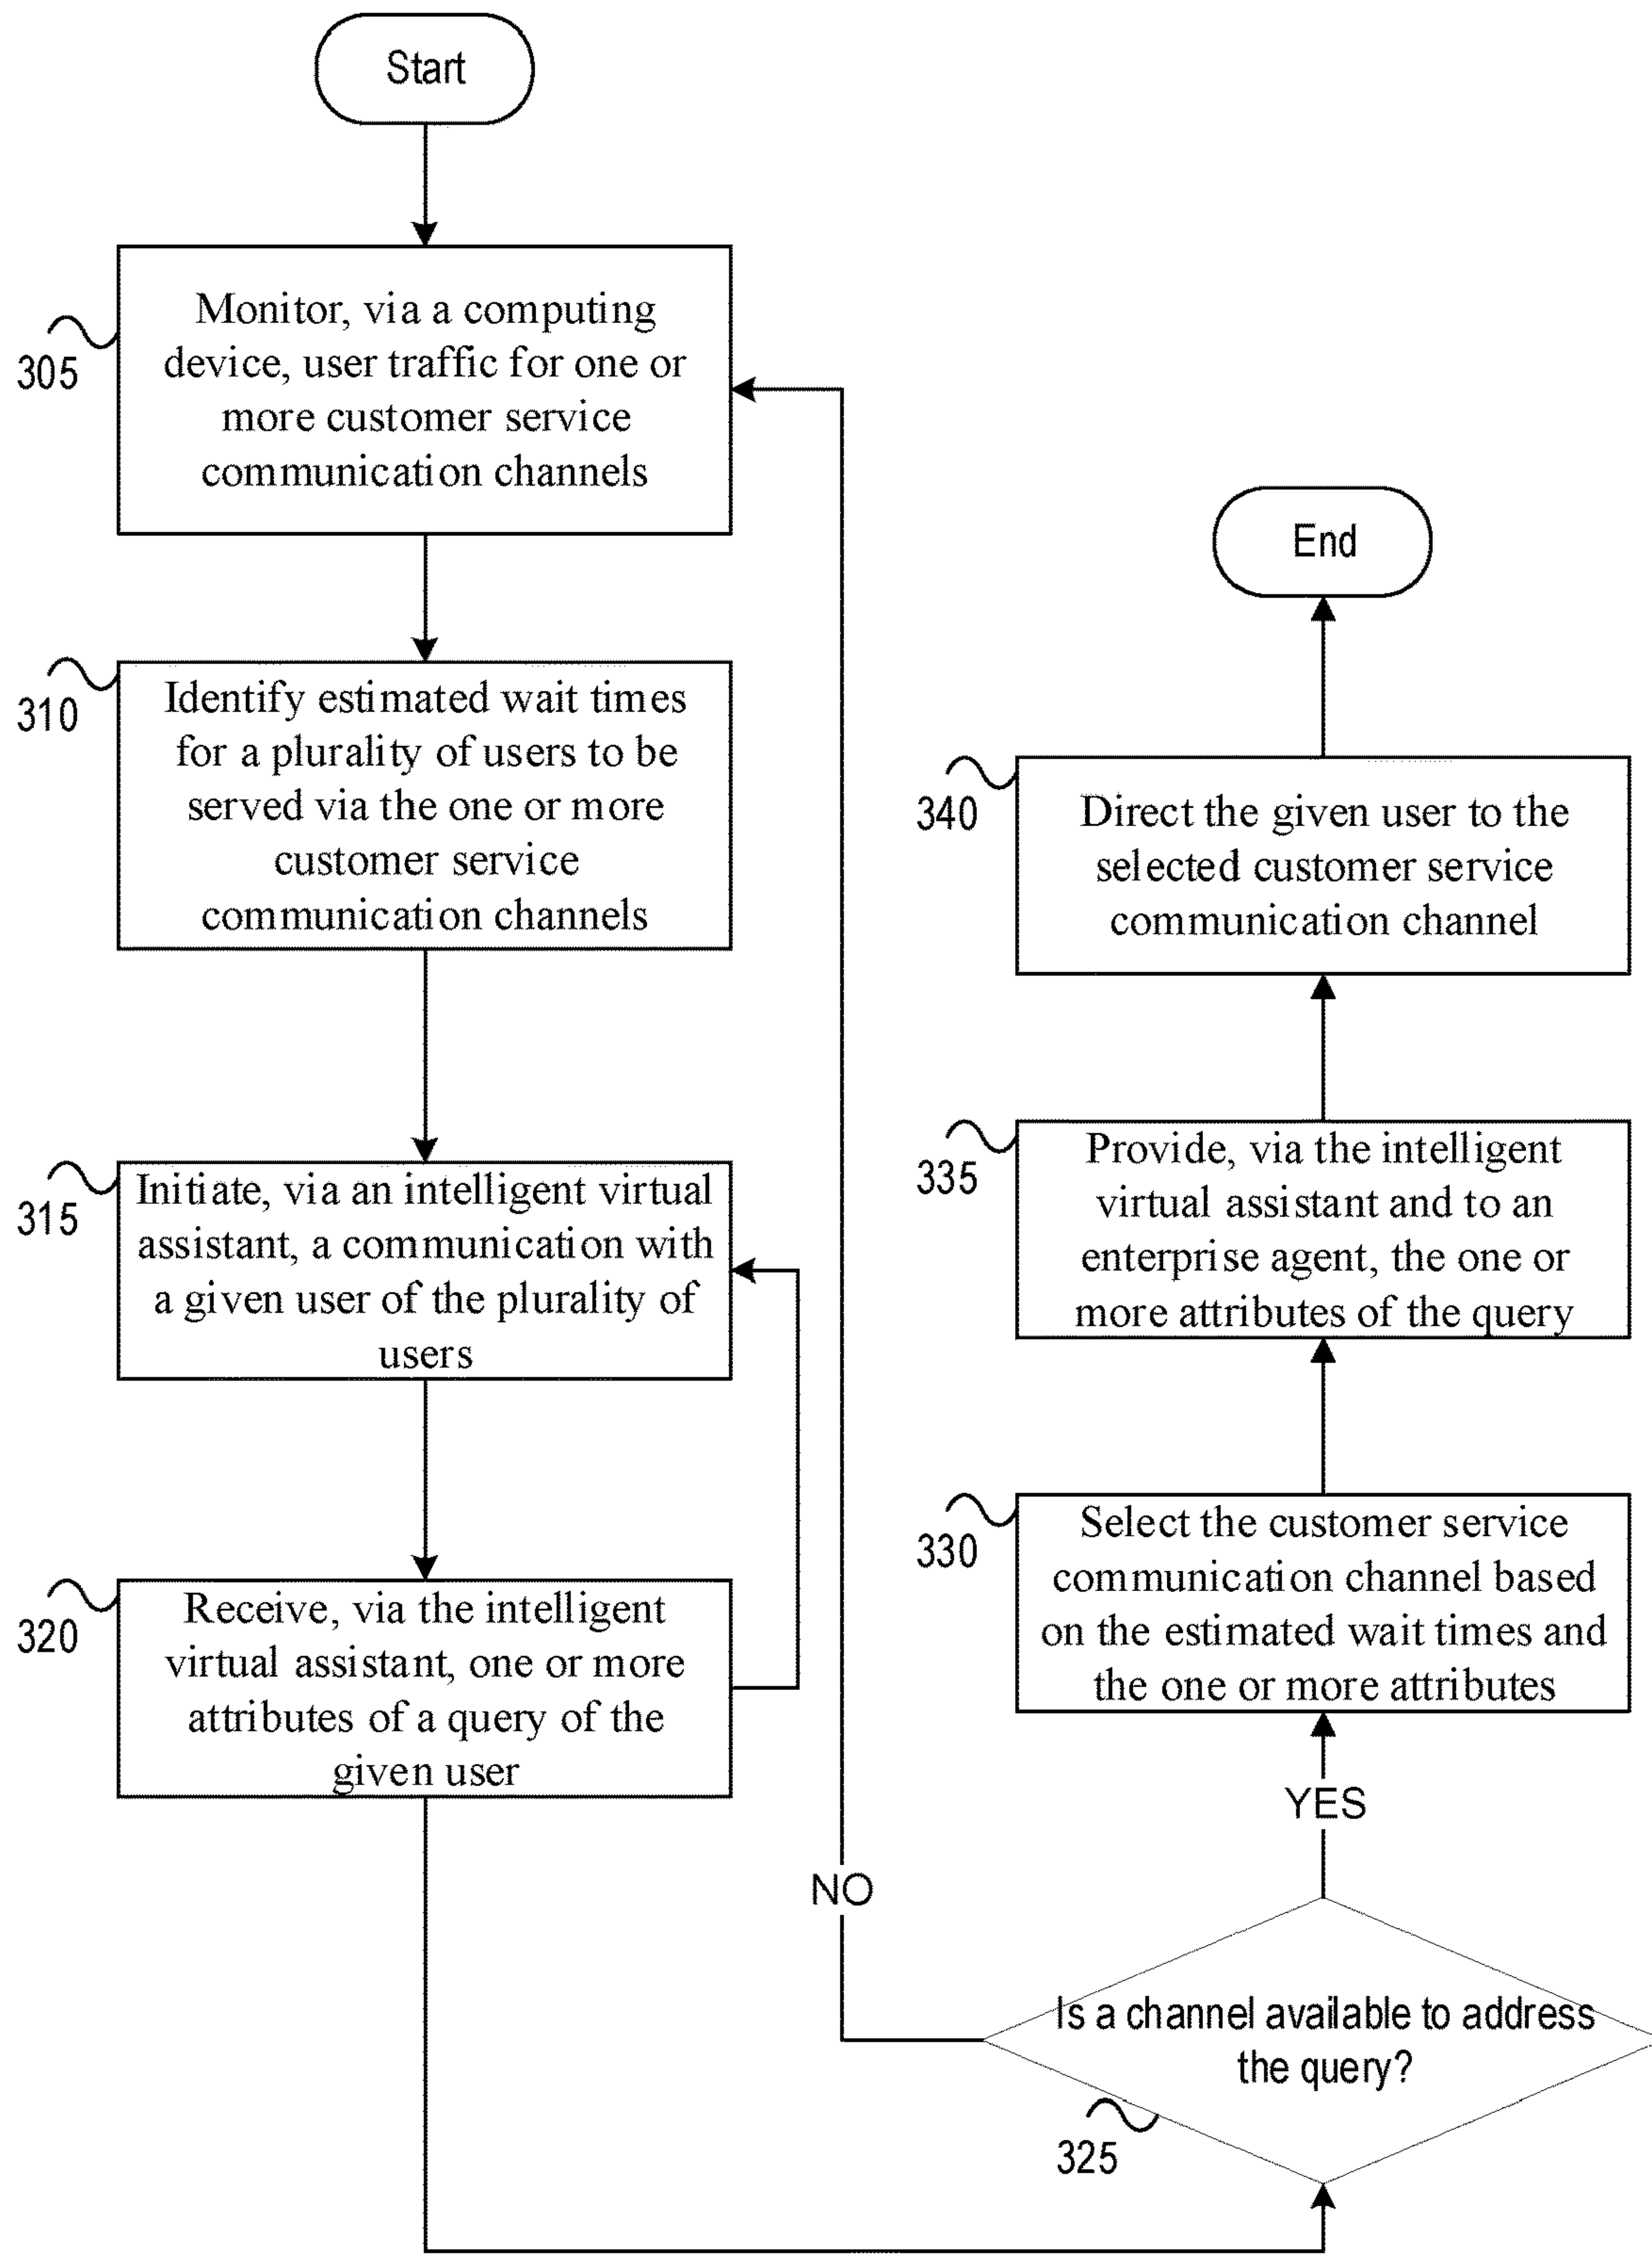 Start
305
Monitor, via a computing
device, user traffic for one or
more customer service
communication channels
310
Identify estimated wait times
for a plurality of users to be
served via the one or more
customer service
communication channels
315
Initiate, via an intelligent virtual
assistant, a communication with
a given user of the plurality of
users
320
Receive, via the intelligent
virtual assistant, one or more
attributes of a query of the
given user
325
Is a channel available to address
the query?
NO
YES
330
Select the customer service
communication channel based
on the estimated wait times and
the one or more attributes
335
Provide, via the intelligent
virtual assistant and to an
enterprise agent, the one or
more attributes of the query
340
Direct the given user to the
selected customer service
communication channel
End